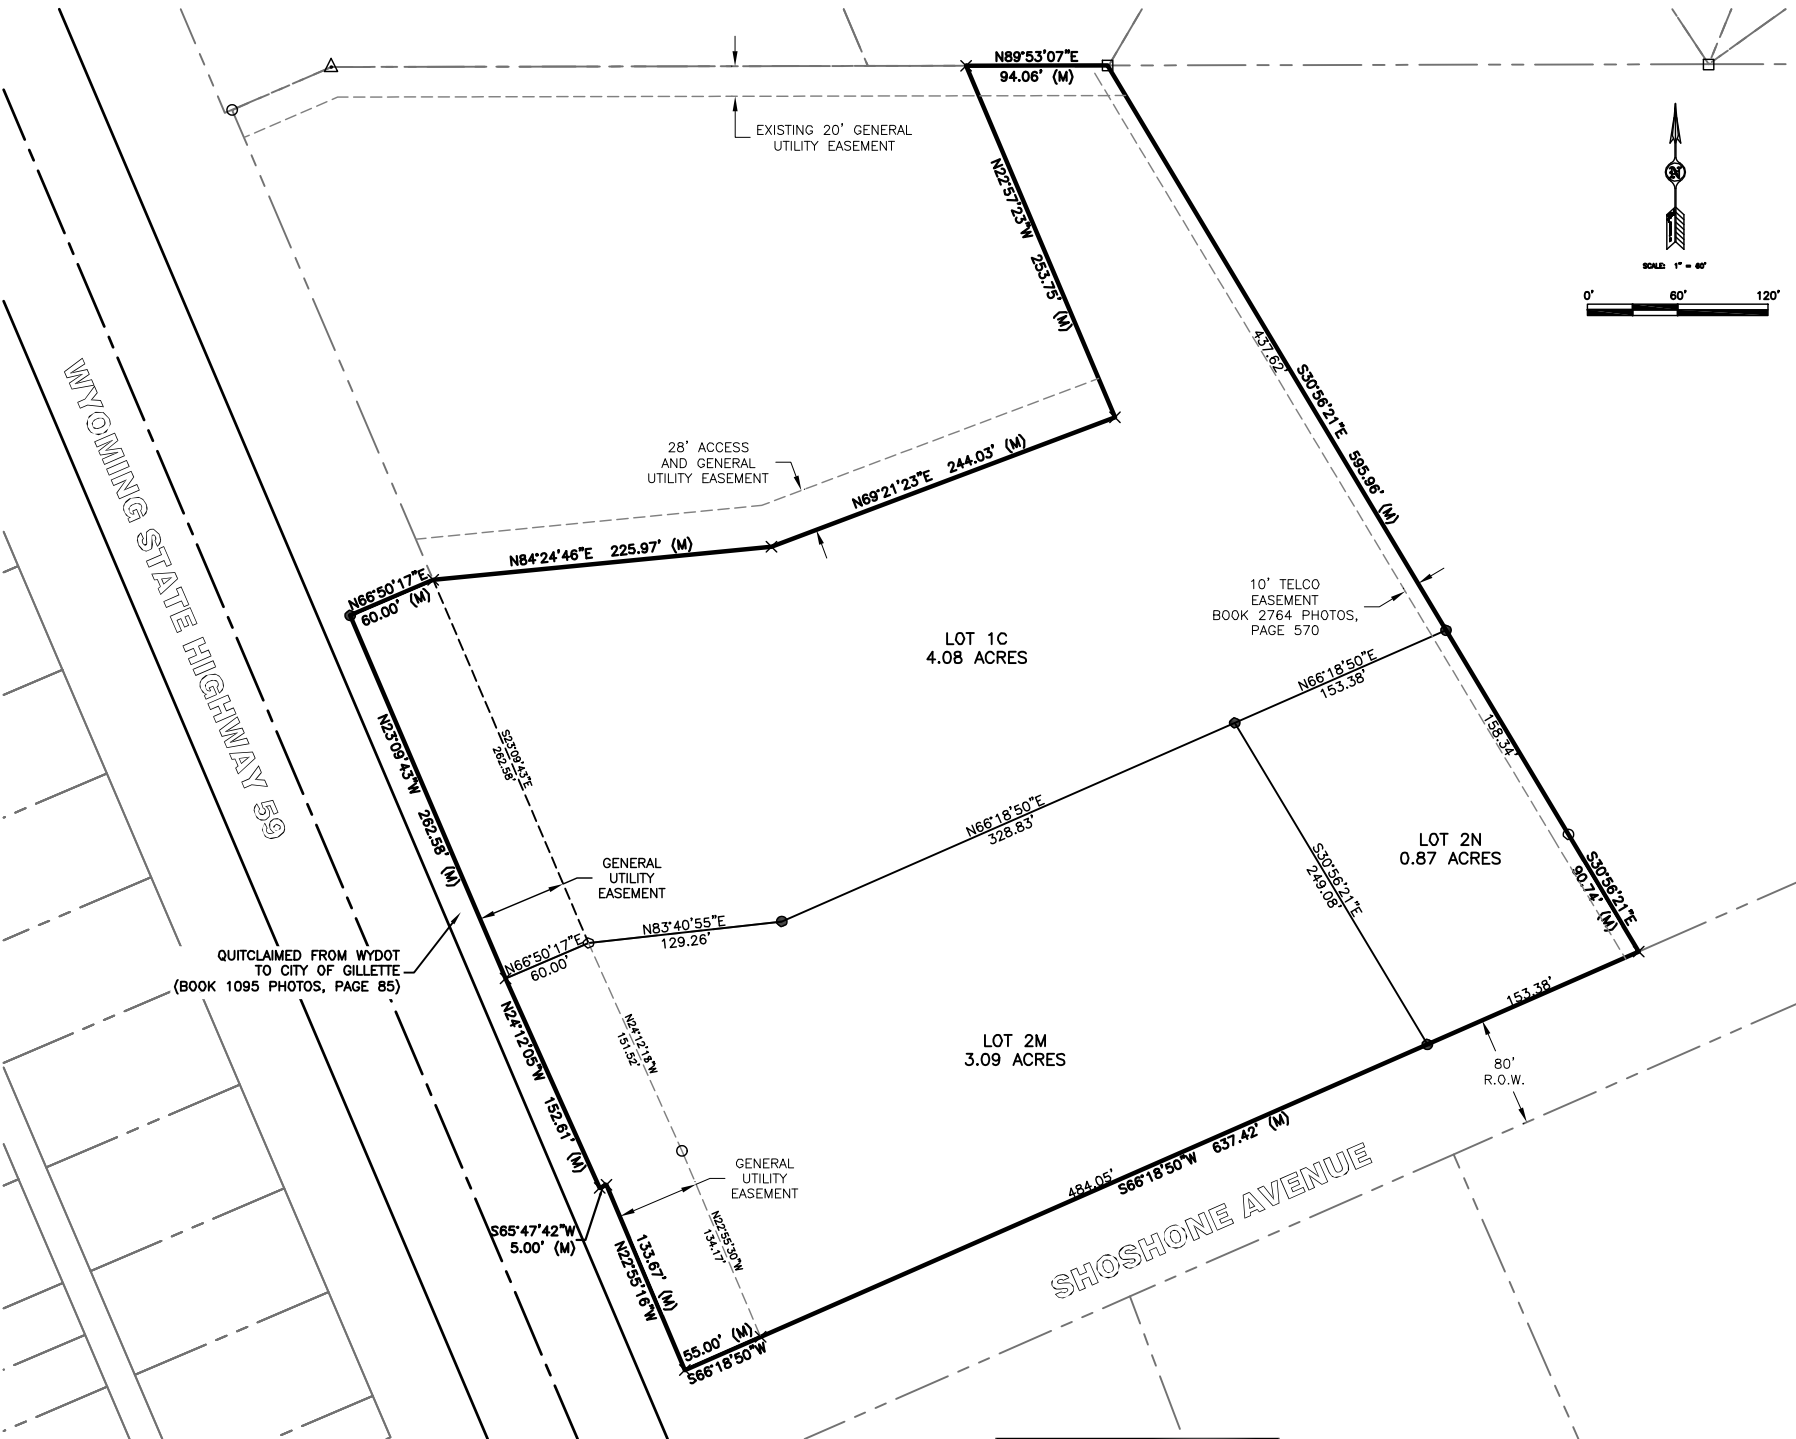 N89°53'07"E
94.06' (M)
EXISTING 20' GENERAL
UTILITY EASEMENT
N22°57'23"W 253.75' (M)
SCALE: 1" = 60'
0' 60' 120'
437.62'
S30°56'21"E 595.96' (M)
WYOMING STATE HIGHWAY 59
28' ACCESS
AND GENERAL
UTILITY EASEMENT
N69°21'23"E 244.03' (M)
N84°24'46"E 225.97' (M)
N66°50'17"E
60.00' (M)
10' TELCO
EASEMENT
BOOK 2764 PHOTOS,
PAGE 570
LOT 1C
4.08 ACRES
N66°18'50"E
153.38'
N23°09'43"W 262.58' (M)
S23°09'43"E
262.58'
158.34'
N66°18'50"E
328.83'
LOT 2N
0.87 ACRES
S30°56'21"E
249.08'
S30°56'21"E
90.74' (M)
GENERAL
UTILITY
EASEMENT
N83°40'55"E
129.26'
N66°50'17"E
60.00'
QUITCLAIMED FROM WYDOT
TO CITY OF GILLETTE
(BOOK 1095 PHOTOS, PAGE 85)
153.38'
N24°12'05"W 152.61' (M)
N24°12'18"W
151.52'
LOT 2M
3.09 ACRES
80'
R.O.W.
484.05'
S66°18'50"W 637.42' (M)
SHOSHONE AVENUE
GENERAL
UTILITY
EASEMENT
S65°47'42"W
5.00' (M)
133.67' (M)
N22°55'16"W
N22°55'30"W
134.17'
55.00' (M)
S66°18'50"W